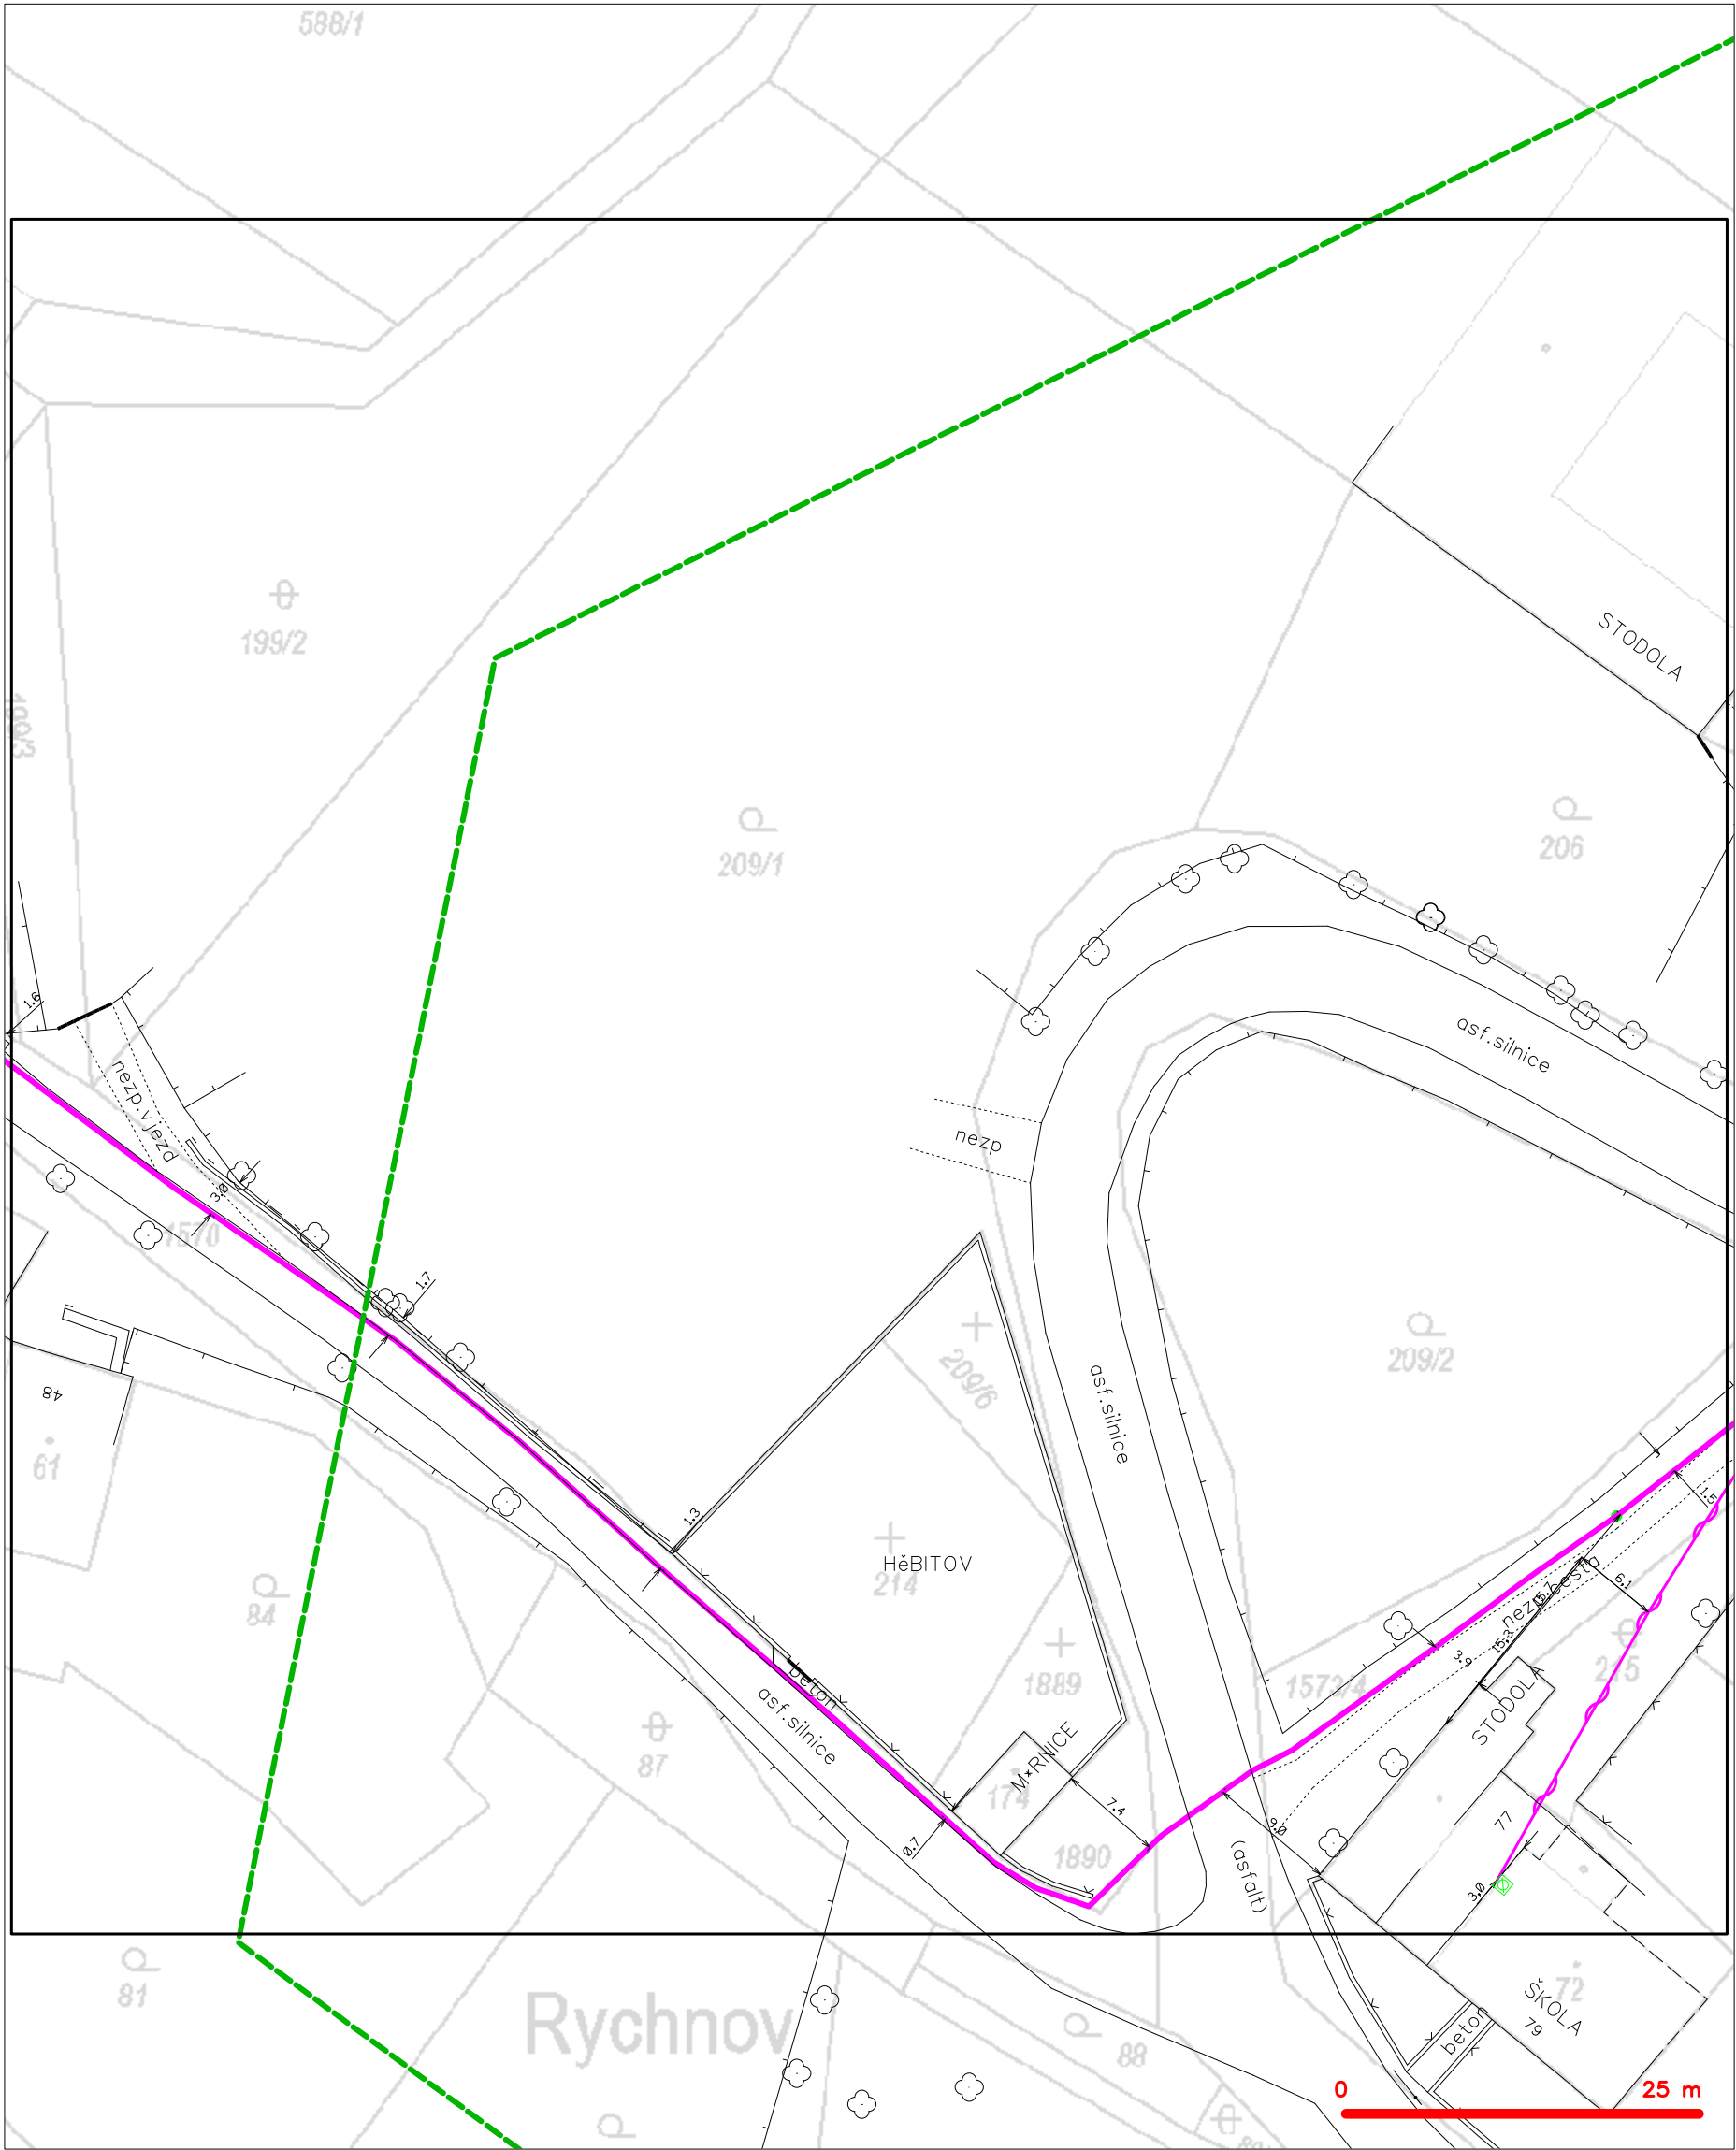 588/1
199/2
STODOLA
209/1
206
1.6
asf.silnice
nezp.vjezd
nezp
1570
1.7
209/6
209/2
asf.silnice
48
61
1.3
1.5
HěBITOV
214
nezp.cesta
6.1
84
15.3
3.9
215
beton
1889
1573/4
STODOLA
asf.silnice
87
M×RNICE
174
7.4
77
9.0
0.7
1890
(asfalt)
3.0
81
Rychnov
72
ŠKOLA
79
beton
88
0
25 m